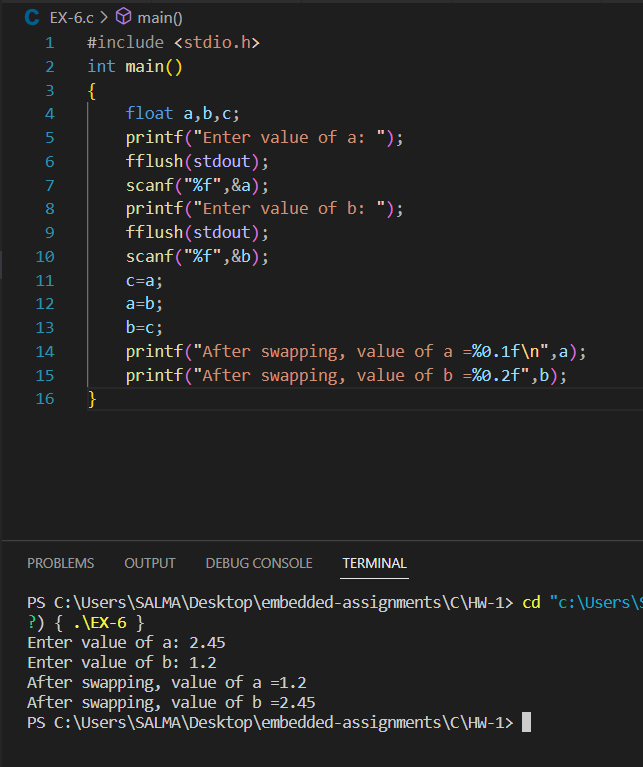 C EX-6.c > main()
1 #include <stdio.h>
2 int main()
3 {
4     float a,b,c;
5     printf("Enter value of a: ");
6     fflush(stdout);
7     scanf("%f",&a);
8     printf("Enter value of b: ");
9     fflush(stdout);
10     scanf("%f",&b);
11     c=a;
12     a=b;
13     b=c;
14     printf("After swapping, value of a =%0.1f\n",a);
15     printf("After swapping, value of b =%0.2f",b);
16 }
PROBLEMS OUTPUT DEBUG CONSOLE TERMINAL
PS C:\Users\SALMA\Desktop\embedded-assignments\C\HW-1> cd "c:\Users\S
?) { .\EX-6 }
Enter value of a: 2.45
Enter value of b: 1.2
After swapping, value of a =1.2
After swapping, value of b =2.45
PS C:\Users\SALMA\Desktop\embedded-assignments\C\HW-1>